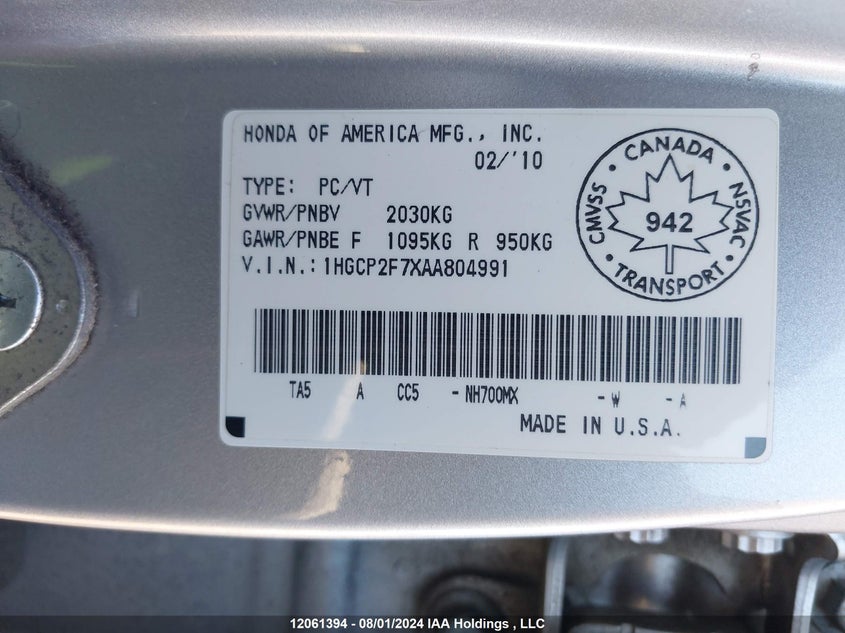 HONDA OF AMERICA MFG., INC.
02/'10
TYPE: PC/VT
GVWR/PNBV 2030KG
GAWR/PNBE F 1095KG R 950KG
V.I.N.: 1HGCP2F7XAA804991
CANADA
CMVSS 942 NSVAC
TRANSPORT
TA5 A CC5 -NH700MX -W -A
MADE IN U.S.A.
12061394 - 08/01/2024 IAA Holdings , LLC